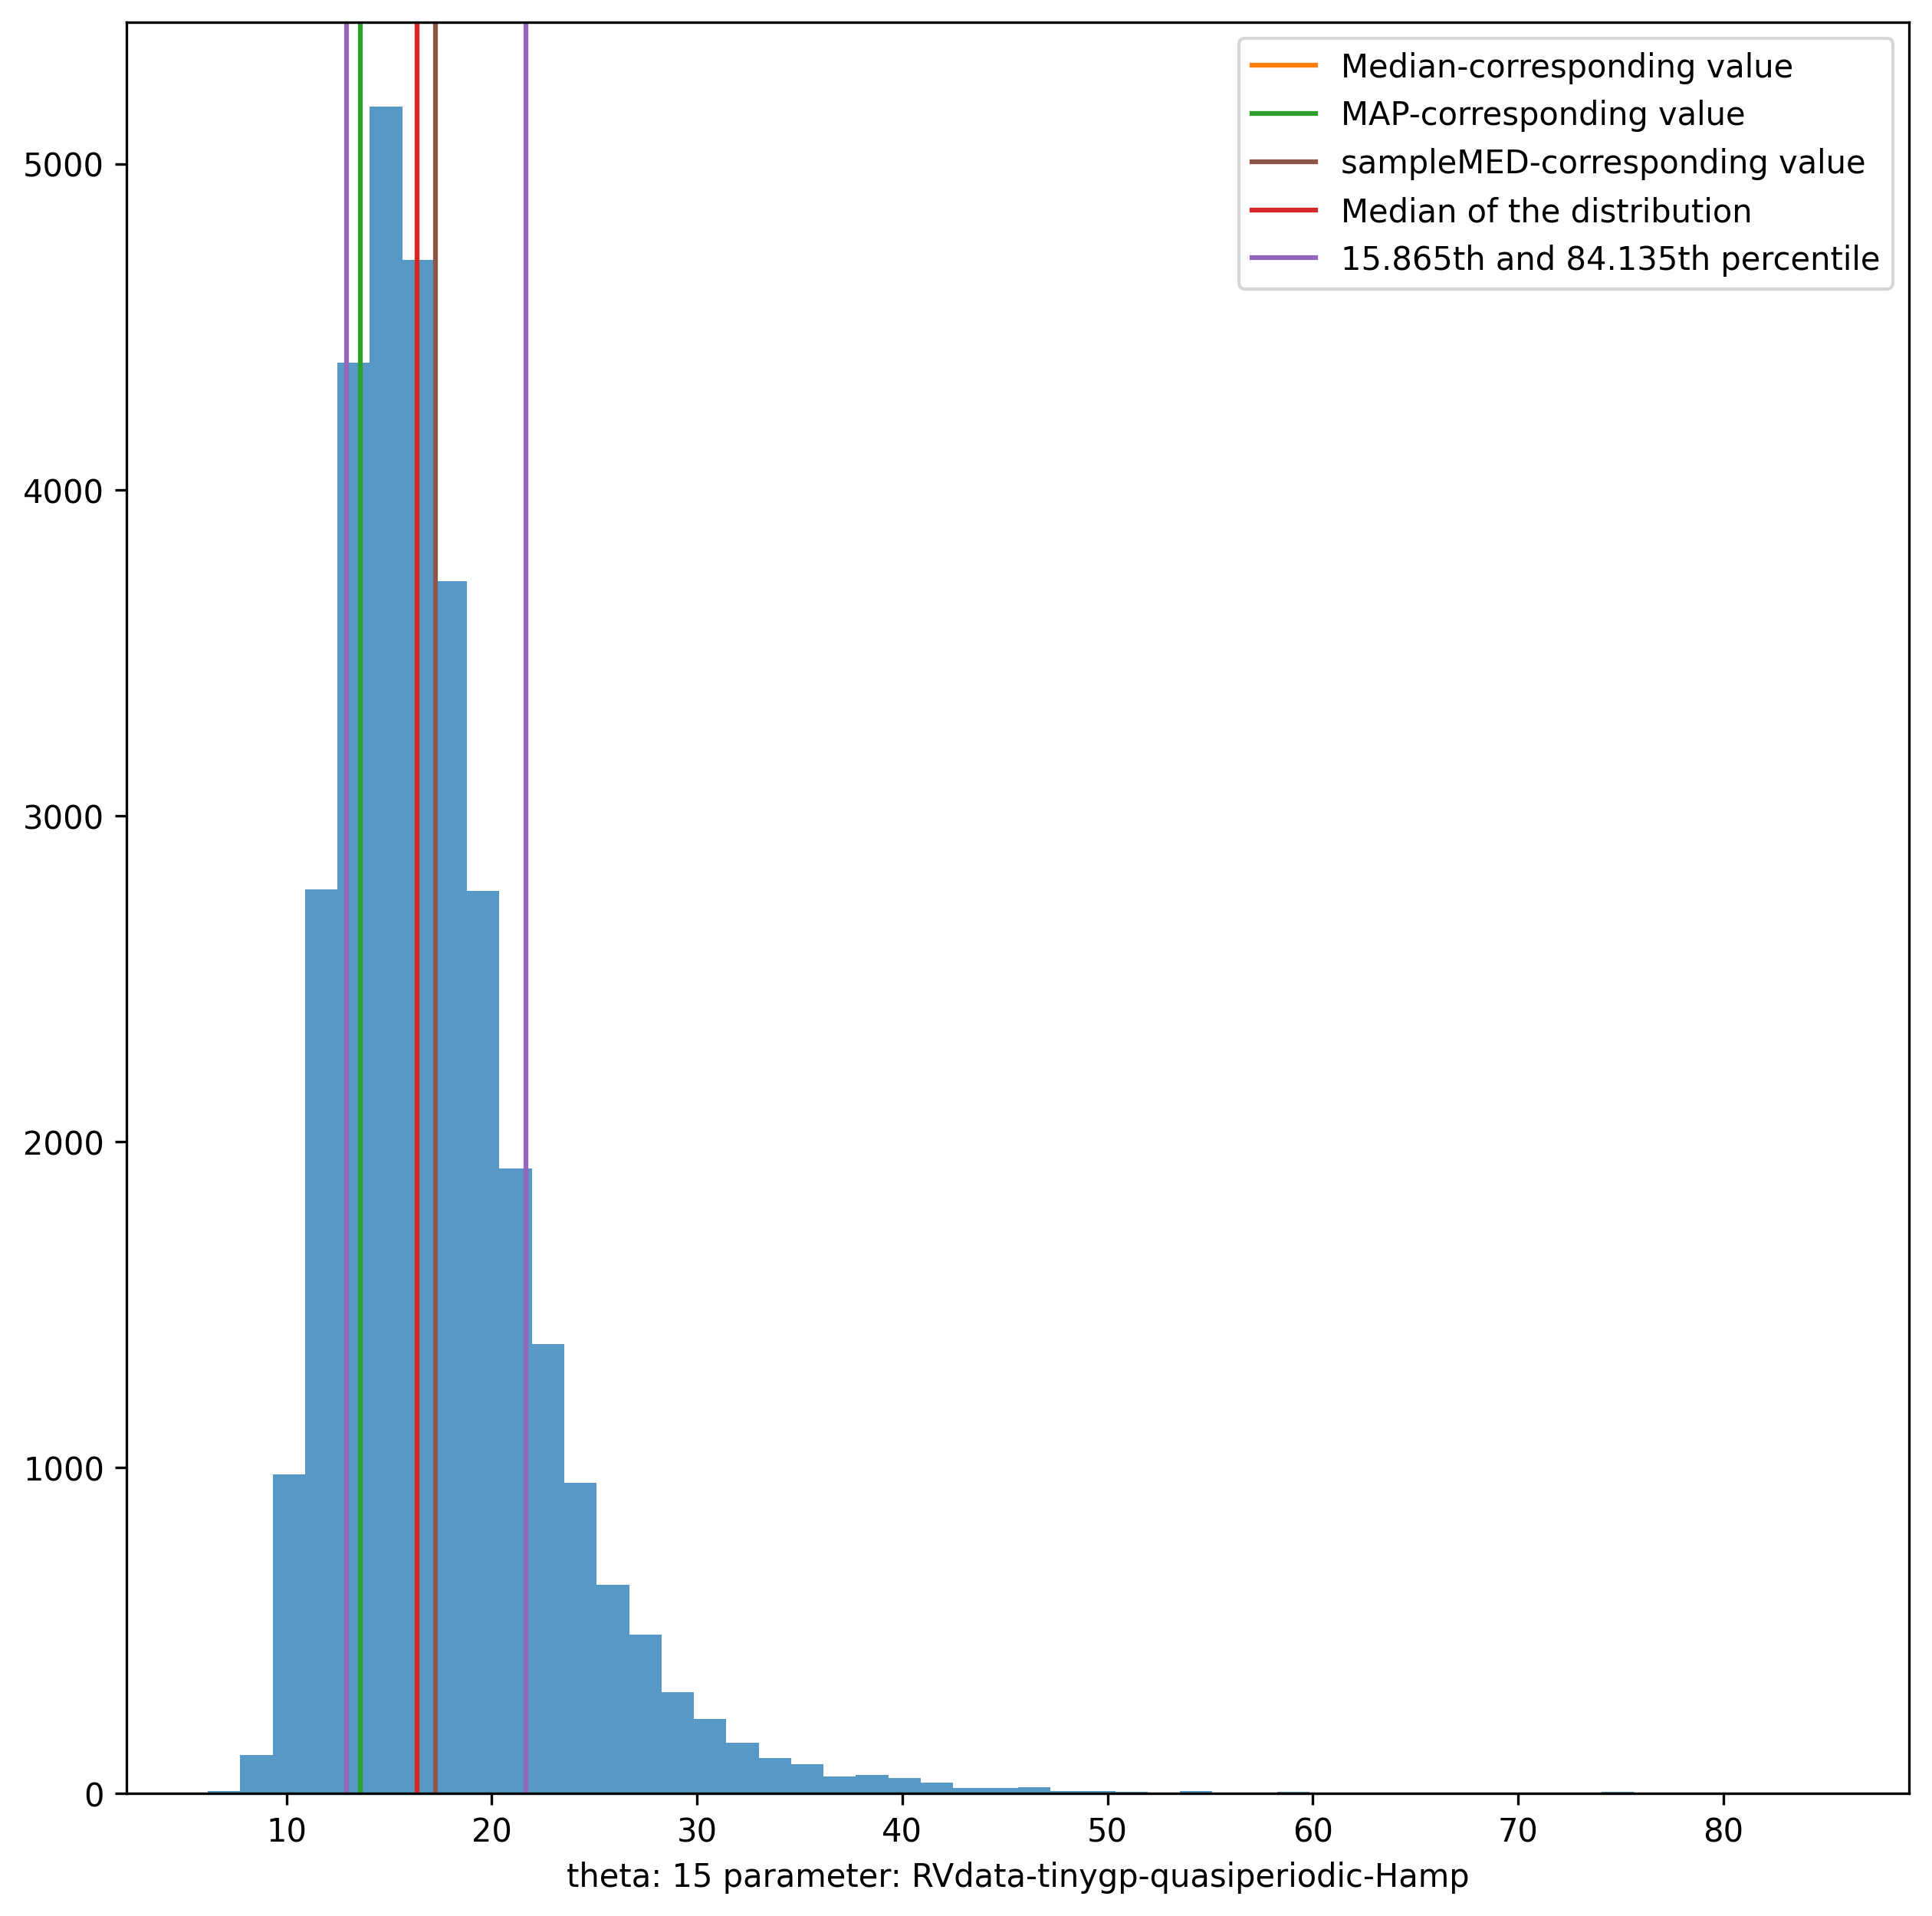 Median-corresponding value
MAP-corresponding value
sampleMED-corresponding value
Median of the distribution
15.865th and 84.135th percentile
5000
4000
3000
2000
1000
0
10 20 30 40 50 60 70 80
theta: 15 parameter: RVdata-tinygp-quasiperiodic-Hamp